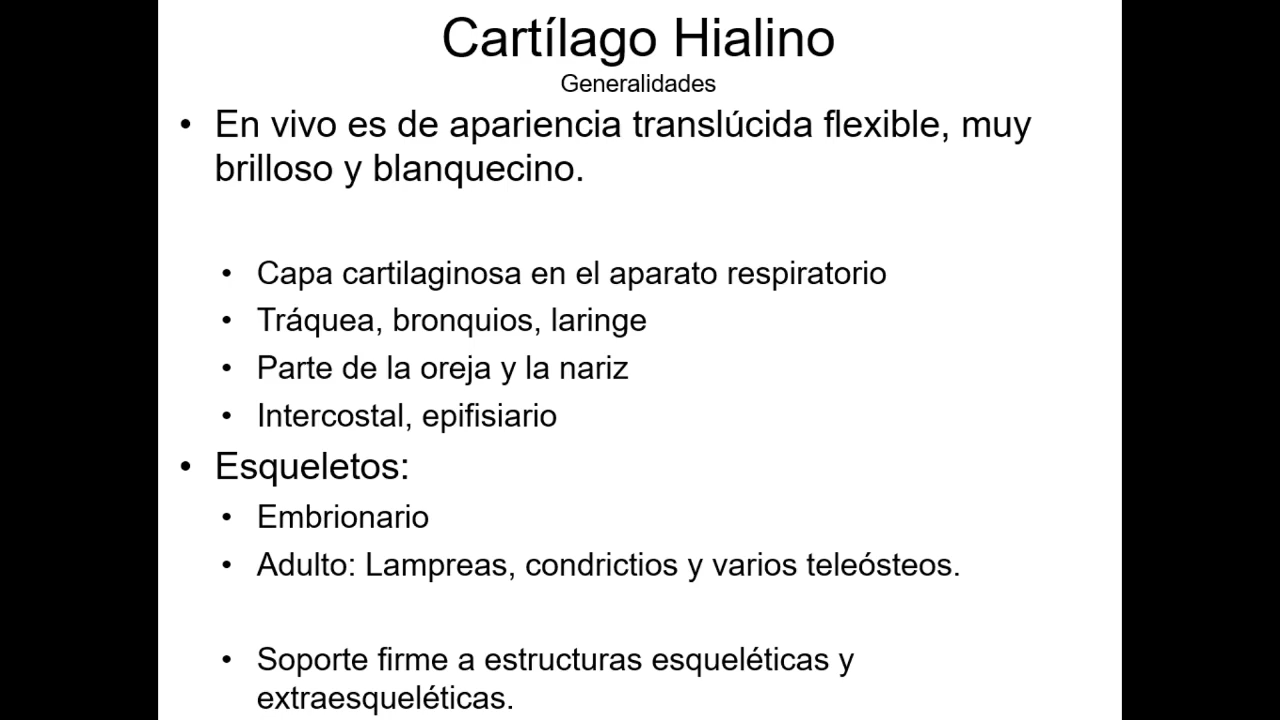 Cartílago Hialino
Generalidades
• En vivo es de apariencia translúcida flexible, muy
brilloso y blanquecino.
• Capa cartilaginosa en el aparato respiratorio
• Tráquea, bronquios, laringe
• Parte de la oreja y la nariz
• Intercostal, epifisiario
• Esqueletos:
• Embrionario
• Adulto: Lampreas, condrictios y varios teleósteos.
• Soporte firme a estructuras esqueléticas y
extraesqueléticas.